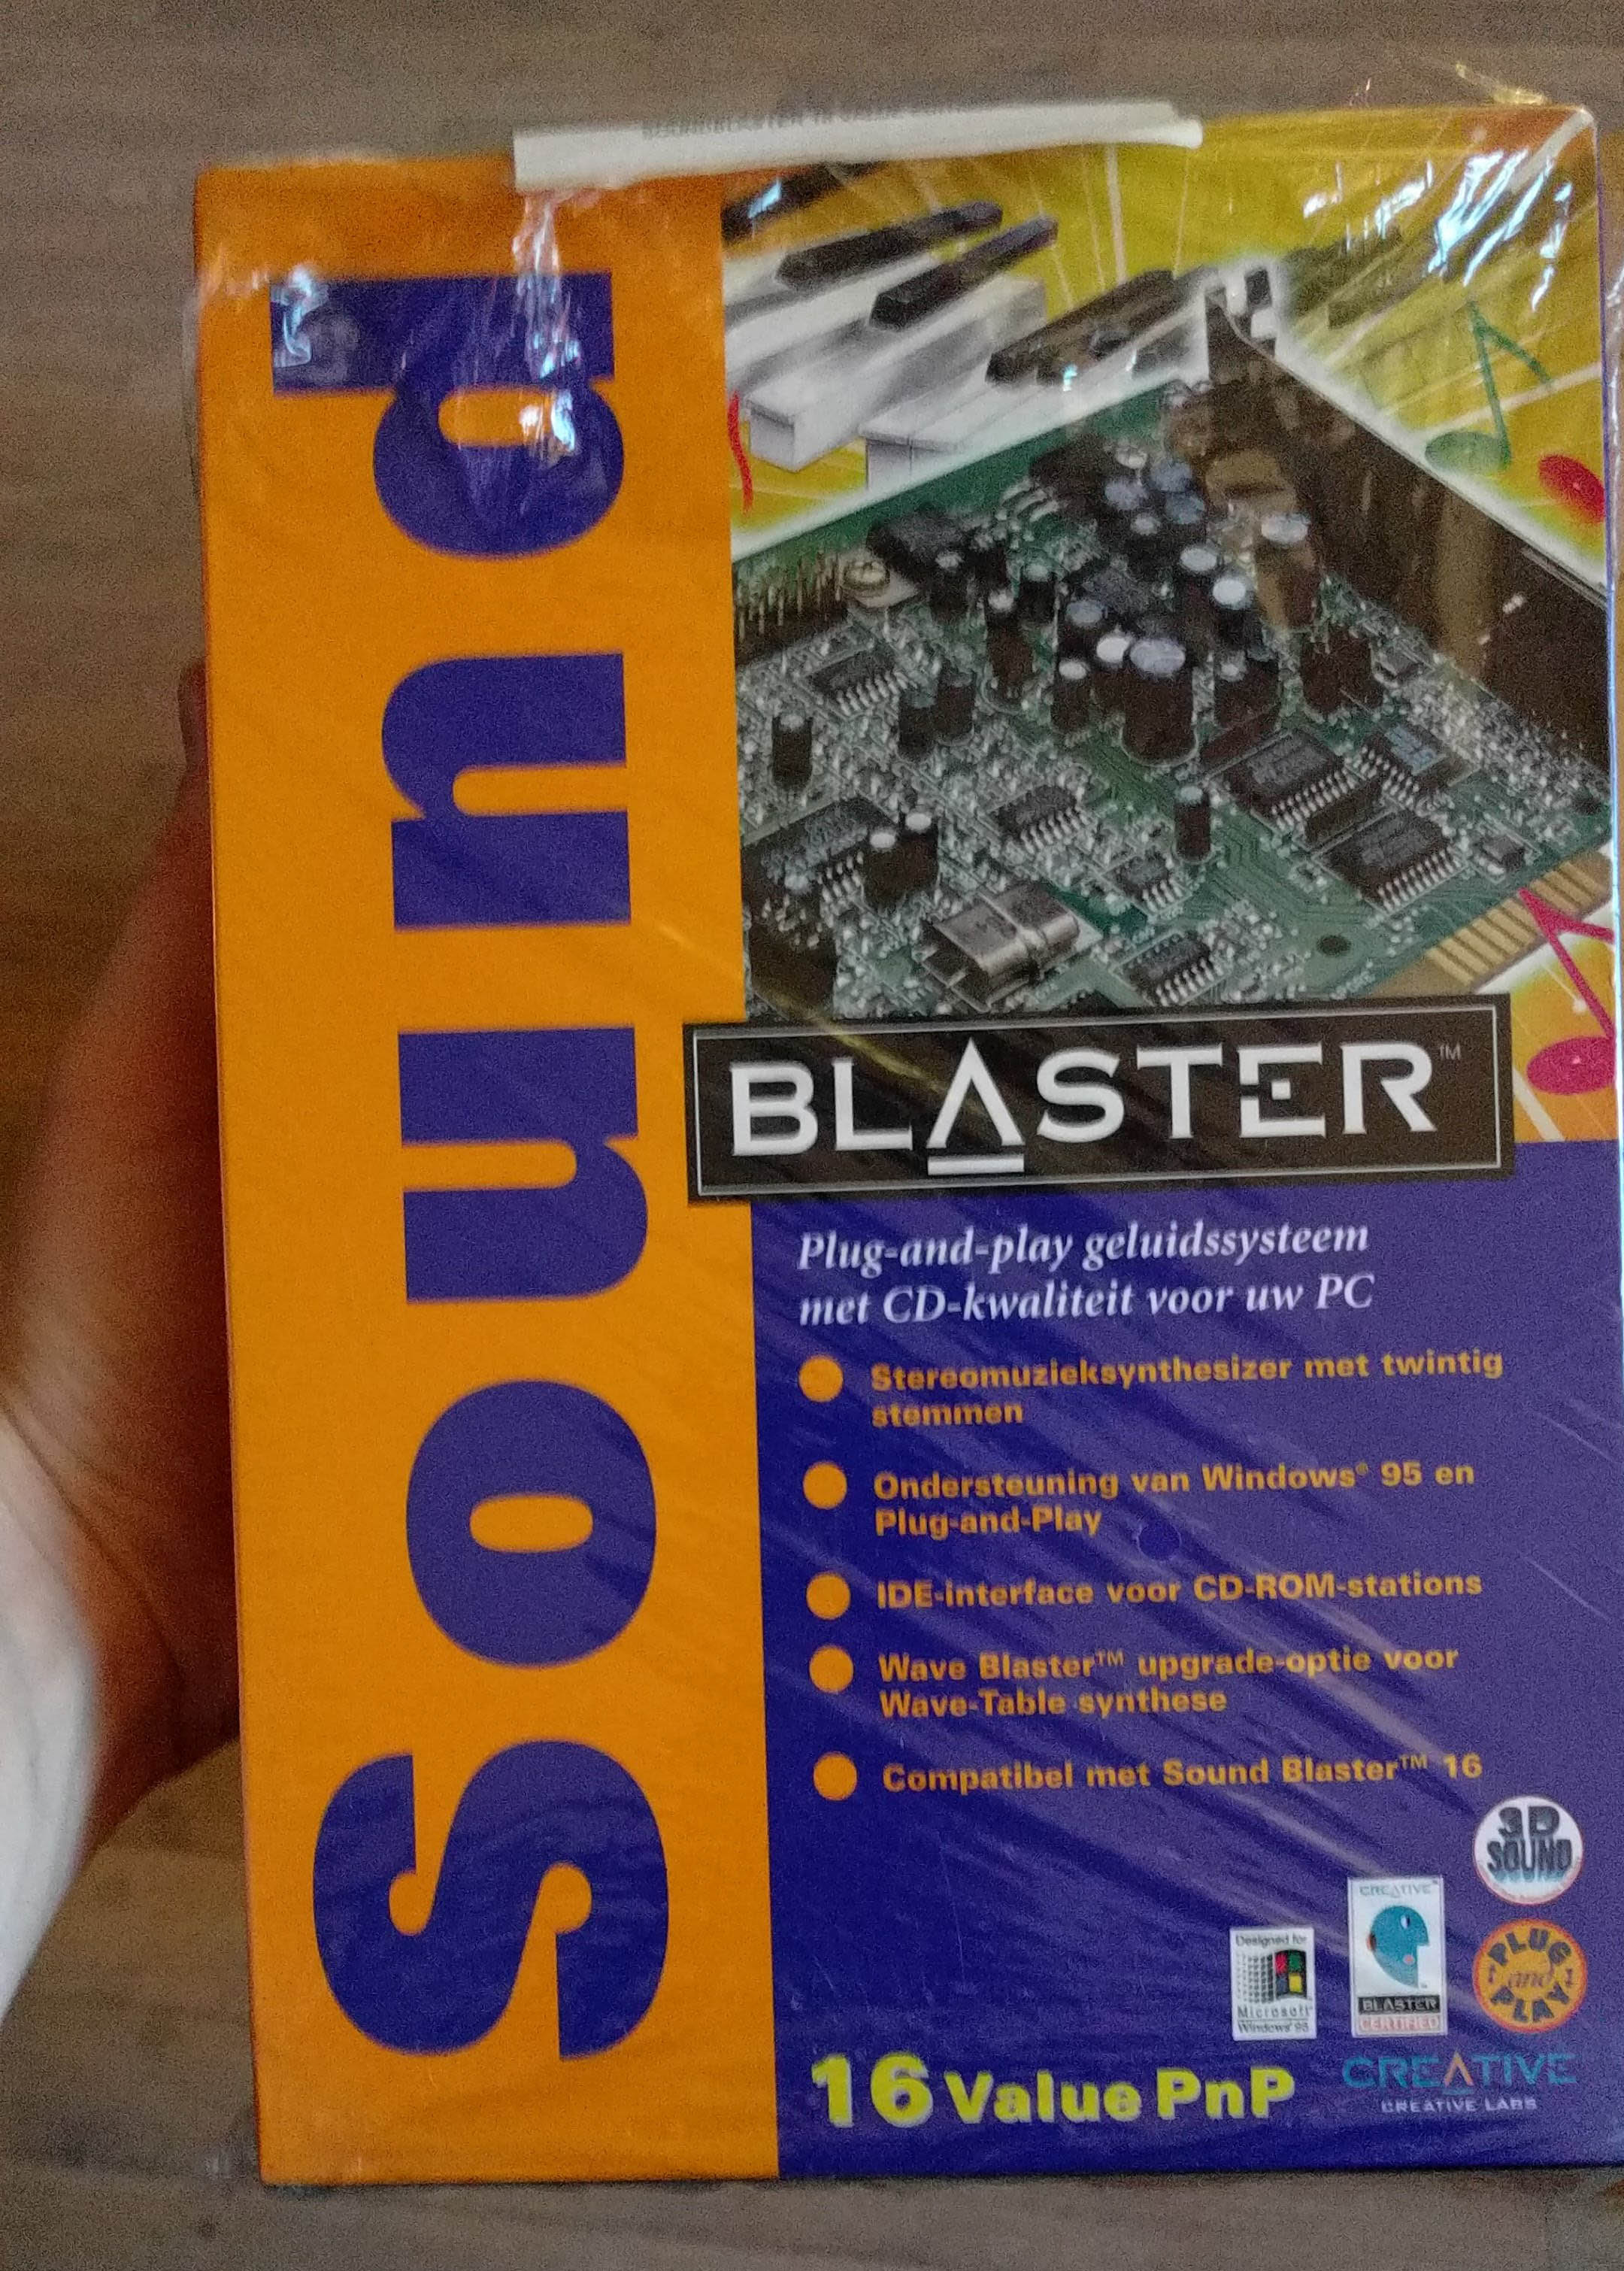 Sound
BLASTER™
Plug-and-play geluidssysteem
met CD-kwaliteit voor uw PC
Stereomuzieksynthesizer met twintig
stemmen
Ondersteuning van Windows® 95 en
Plug-and-Play
IDE-interface voor CD-ROM-stations
Wave Blaster™ upgrade-optie voor
Wave-Table synthese
Compatibel met Sound Blaster™ 16
3D
SOUND
CREATIVE
BLASTER
CERTIFIED
Designed for
Microsoft®
Windows® 95
PLUG
and
PLAY
16 Value PnP
CREATIVE
CREATIVE LABS